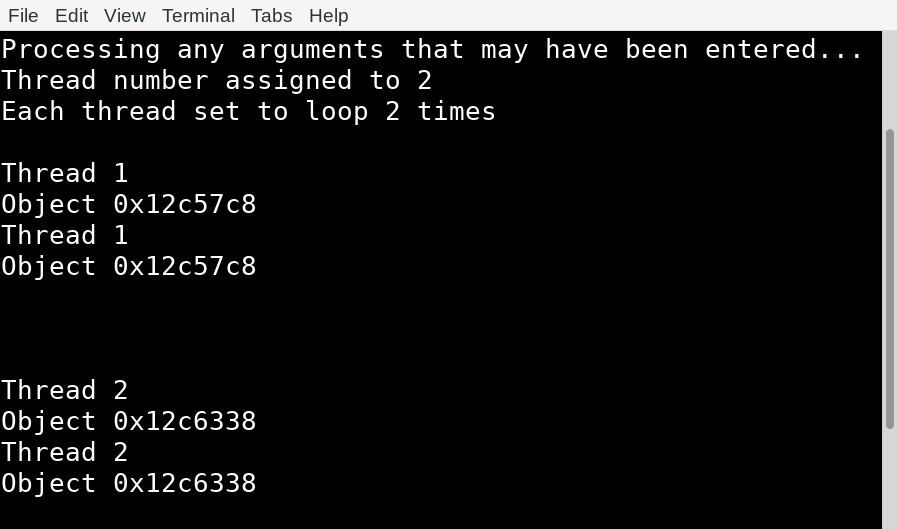 File Edit View Terminal Tabs Help
Processing any arguments that may have been entered...
Thread number assigned to 2
Each thread set to loop 2 times
Thread 1
Object 0x12c57c8
Thread 1
Object 0x12c57c8
Thread 2
Object 0x12c6338
Thread 2
Object 0x12c6338